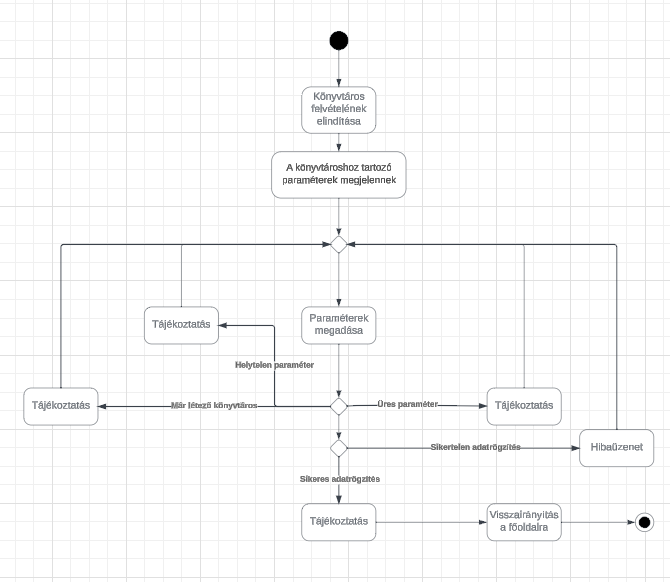 Könyvtáros
felvételének
elindítása
A könyvtároshoz tartozó
paraméterek megjelennek
Tájékoztatás
Paraméterek
megadása
Helytelen paraméter
Tájékoztatás
Már létező könyvtáros
Üres paraméter
Tájékoztatás
Sikertelen adatrögzítés
Hibaüzenet
Sikeres adatrögzítés
Tájékoztatás
Visszairányítás
a főoldalra